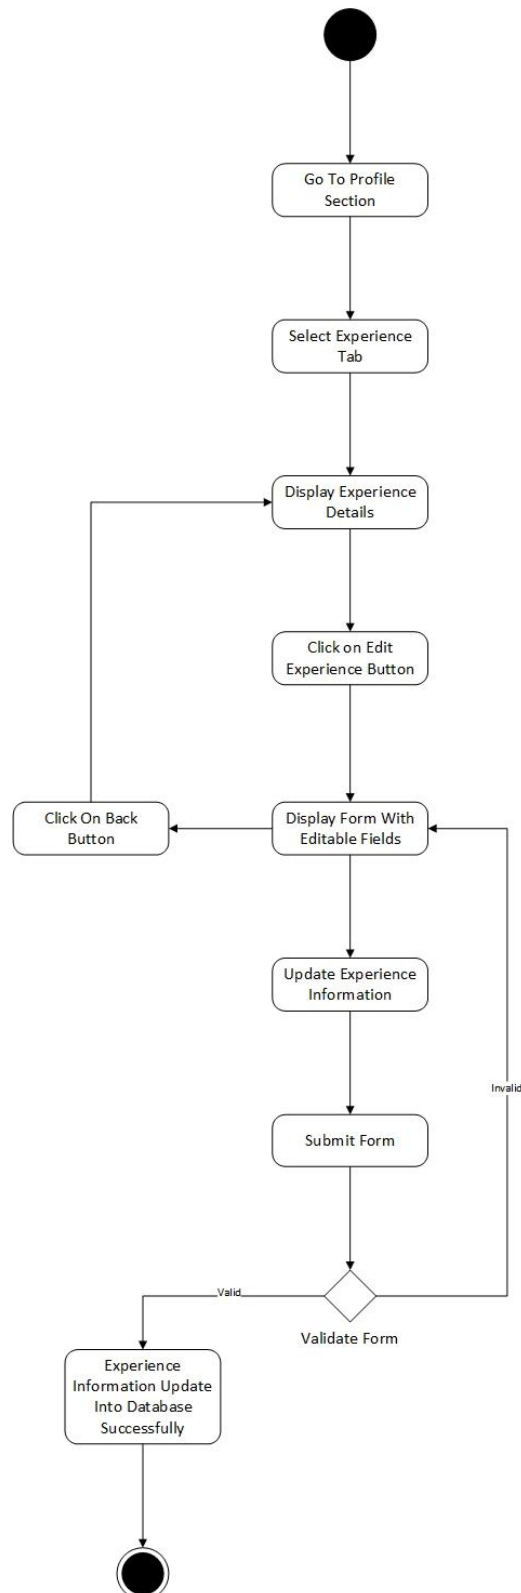 Go To Profile
Section
Select Experience
Tab
Display Experience
Details
Click on Edit
Experience Button
Click On Back
Button
Display Form With
Editable Fields
Update Experience
Information
Invalid
Submit Form
Valid
Validate Form
Experience
Information Update
Into Database
Successfully